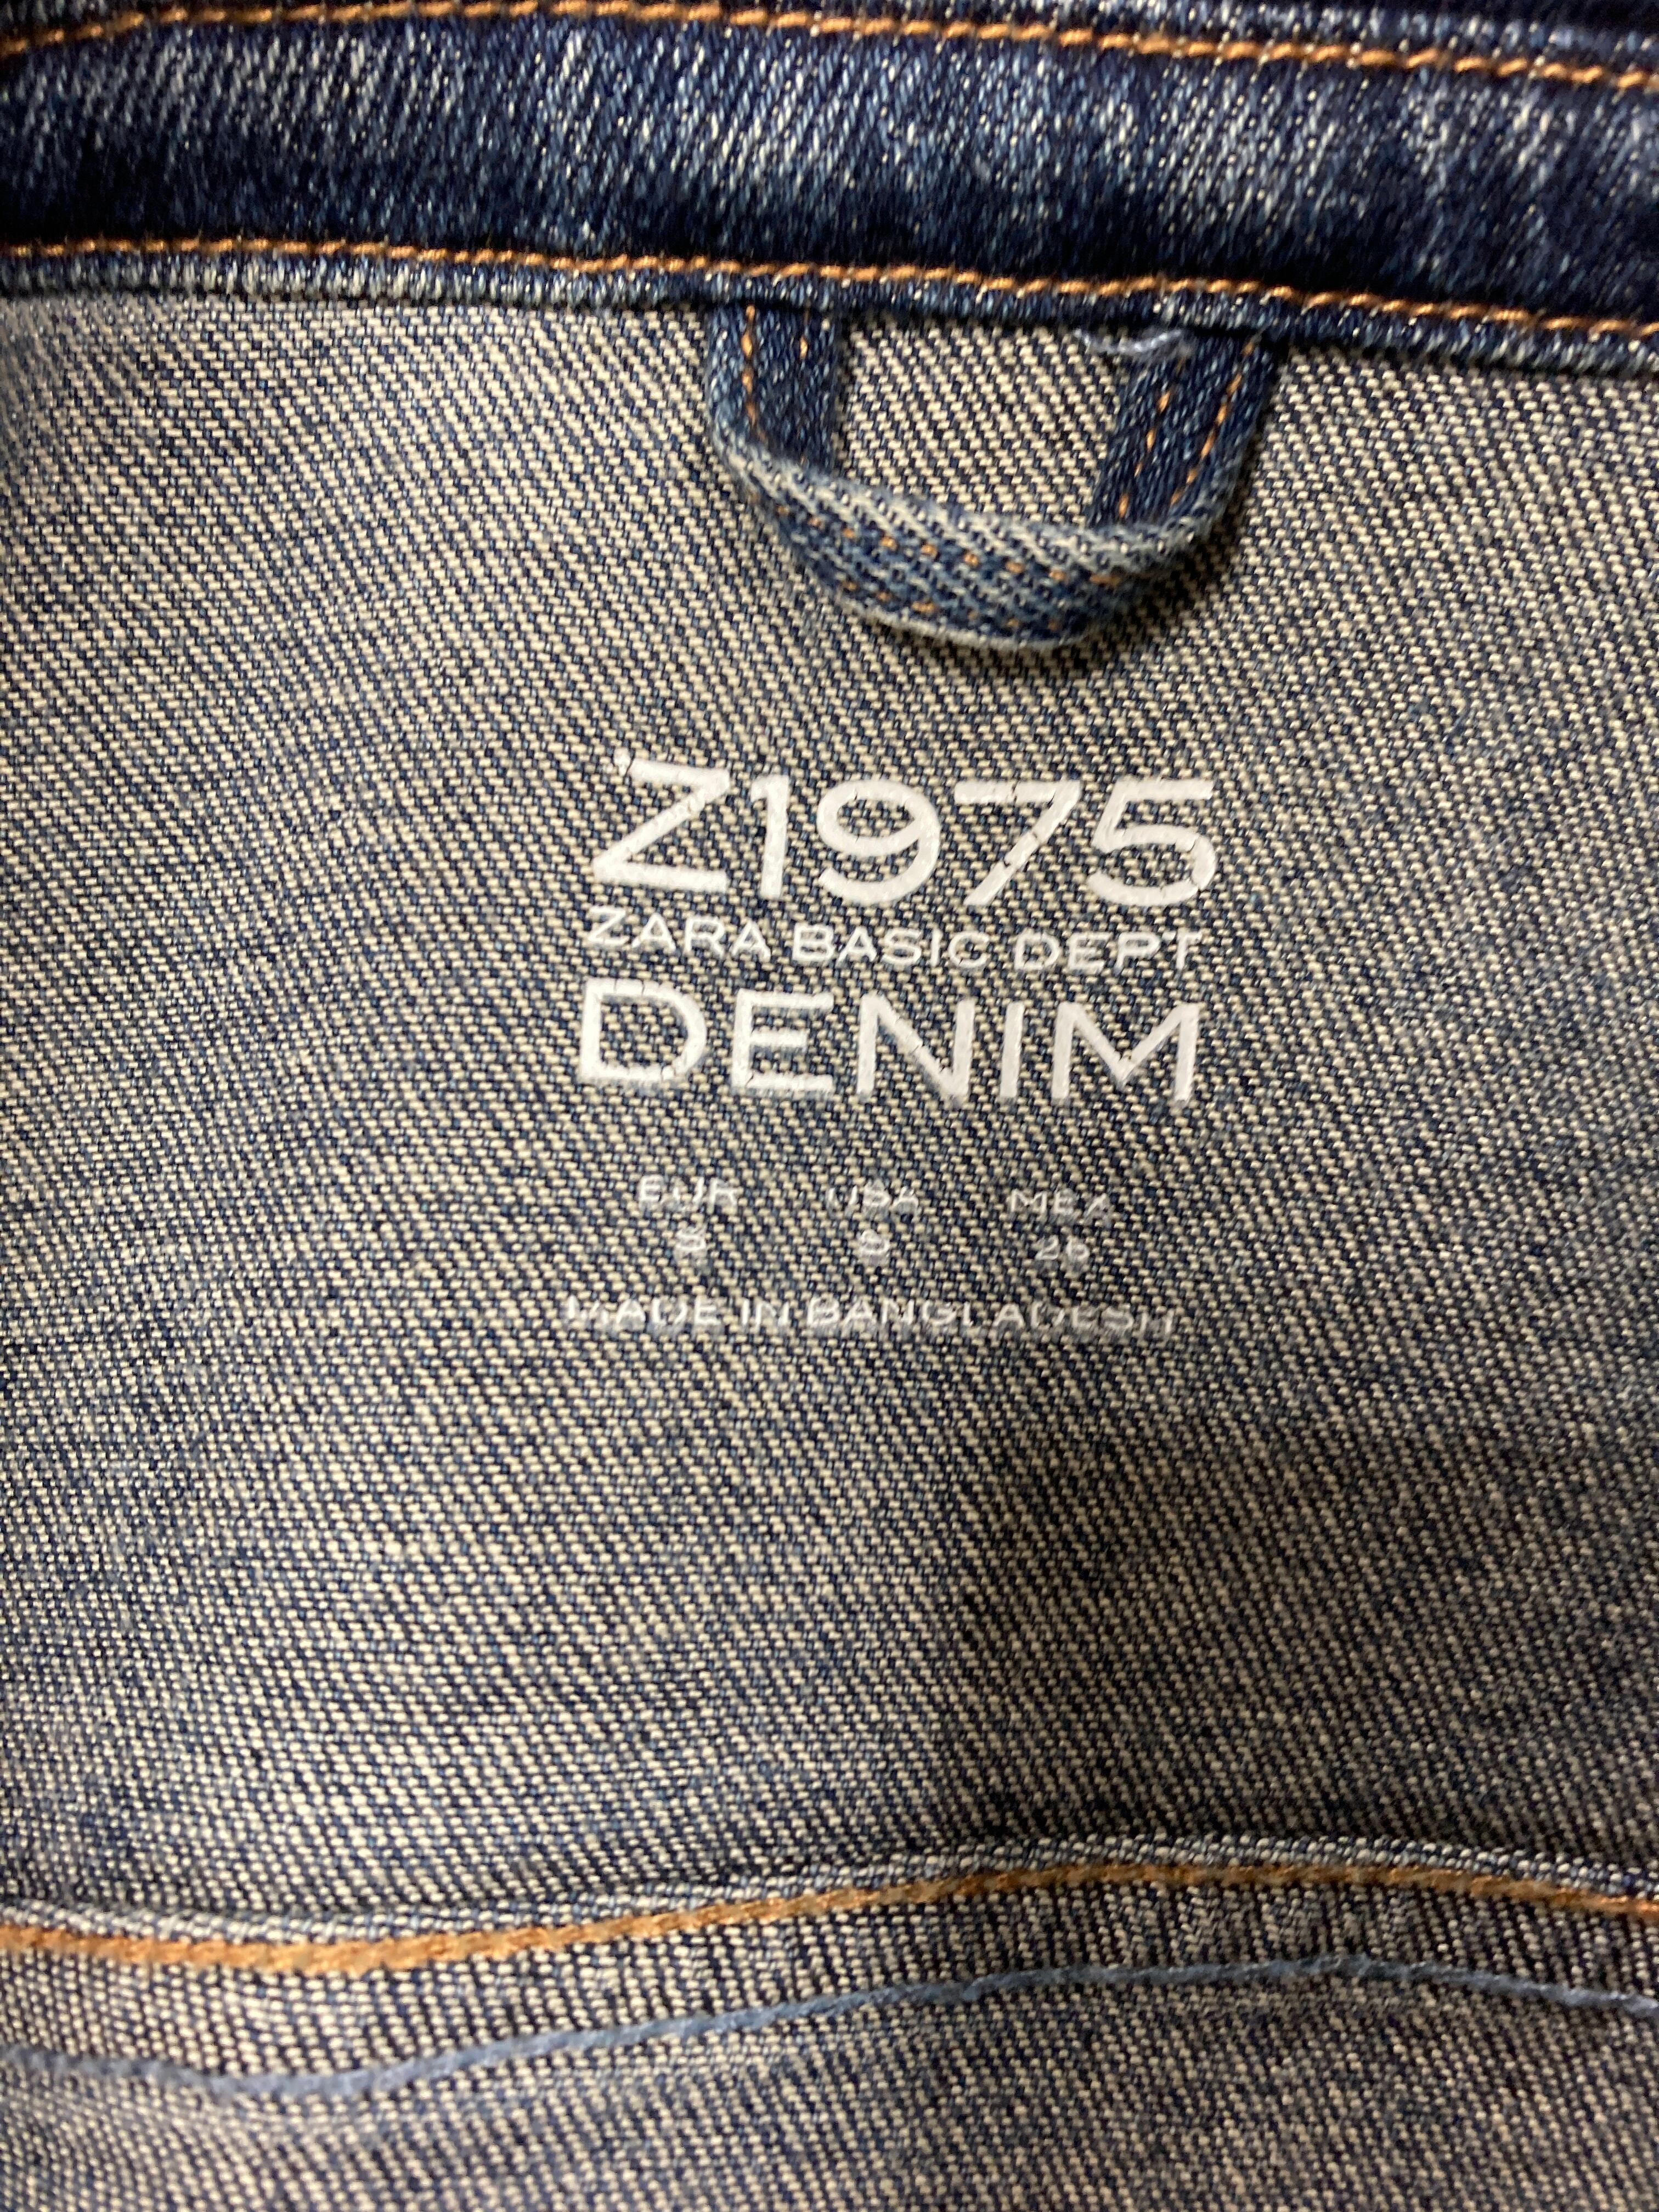 Z1975
ZARA BASIC DEPT
DENIM
EUR USA MEX
S S 26
MADE IN BANGLADESH